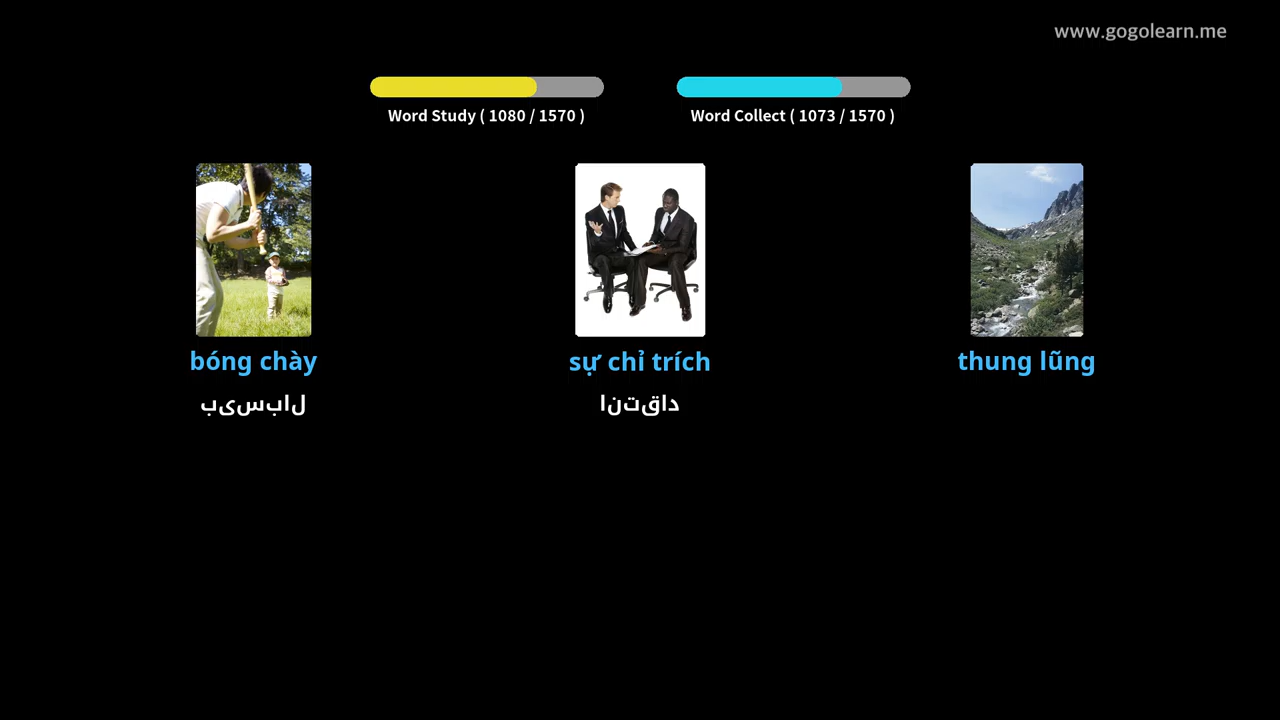 www.gogolearn.me
Word Study ( 1080 / 1570 )
Word Collect ( 1073 / 1570 )
bóng chày
sự chỉ trích
thung lũng
بیسبال
انتقاد